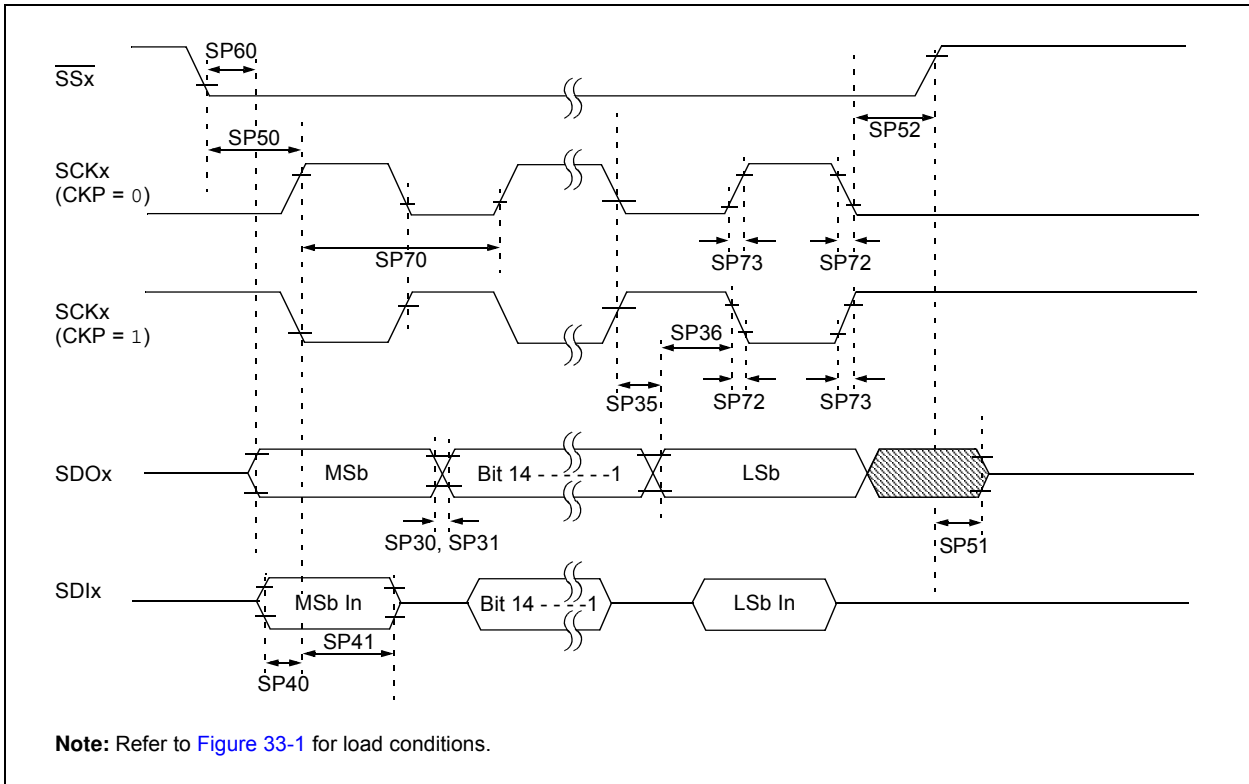 SP60
SSx
SP50
SP52
SCKx
(CKP = 0)
SP70
SP73
SP72
SCKx
(CKP = 1)
SP36
SP35
SP72
SP73
SDOx
MSb
Bit 14 - - - - - -1
LSb
SP30, SP31
SP51
SDIx
MSb In
Bit 14 - - - -1
LSb In
SP41
SP40
Note: Refer to Figure 33-1 for load conditions.